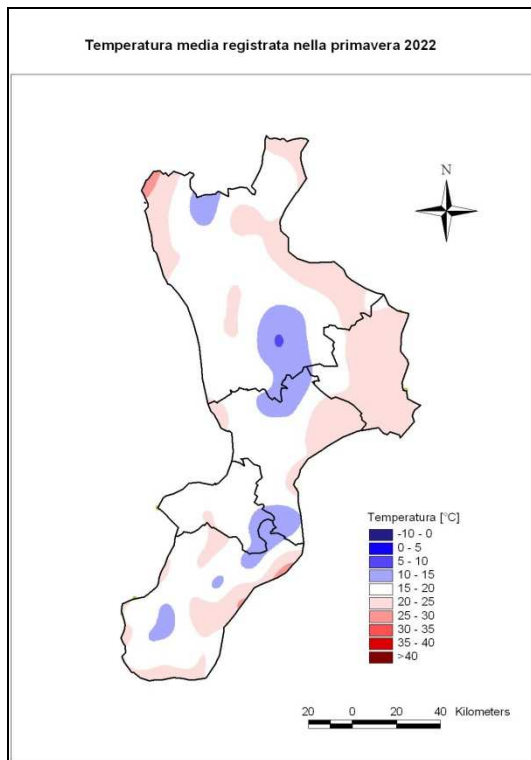 Temperatura media registrata nella primavera 2022
N
Temperatura [°C]
-10 - 0
0 - 5
5 - 10
10 - 15
15 - 20
20 - 25
25 - 30
30 - 35
35 - 40
>40
20 0 20 40 Kilometers